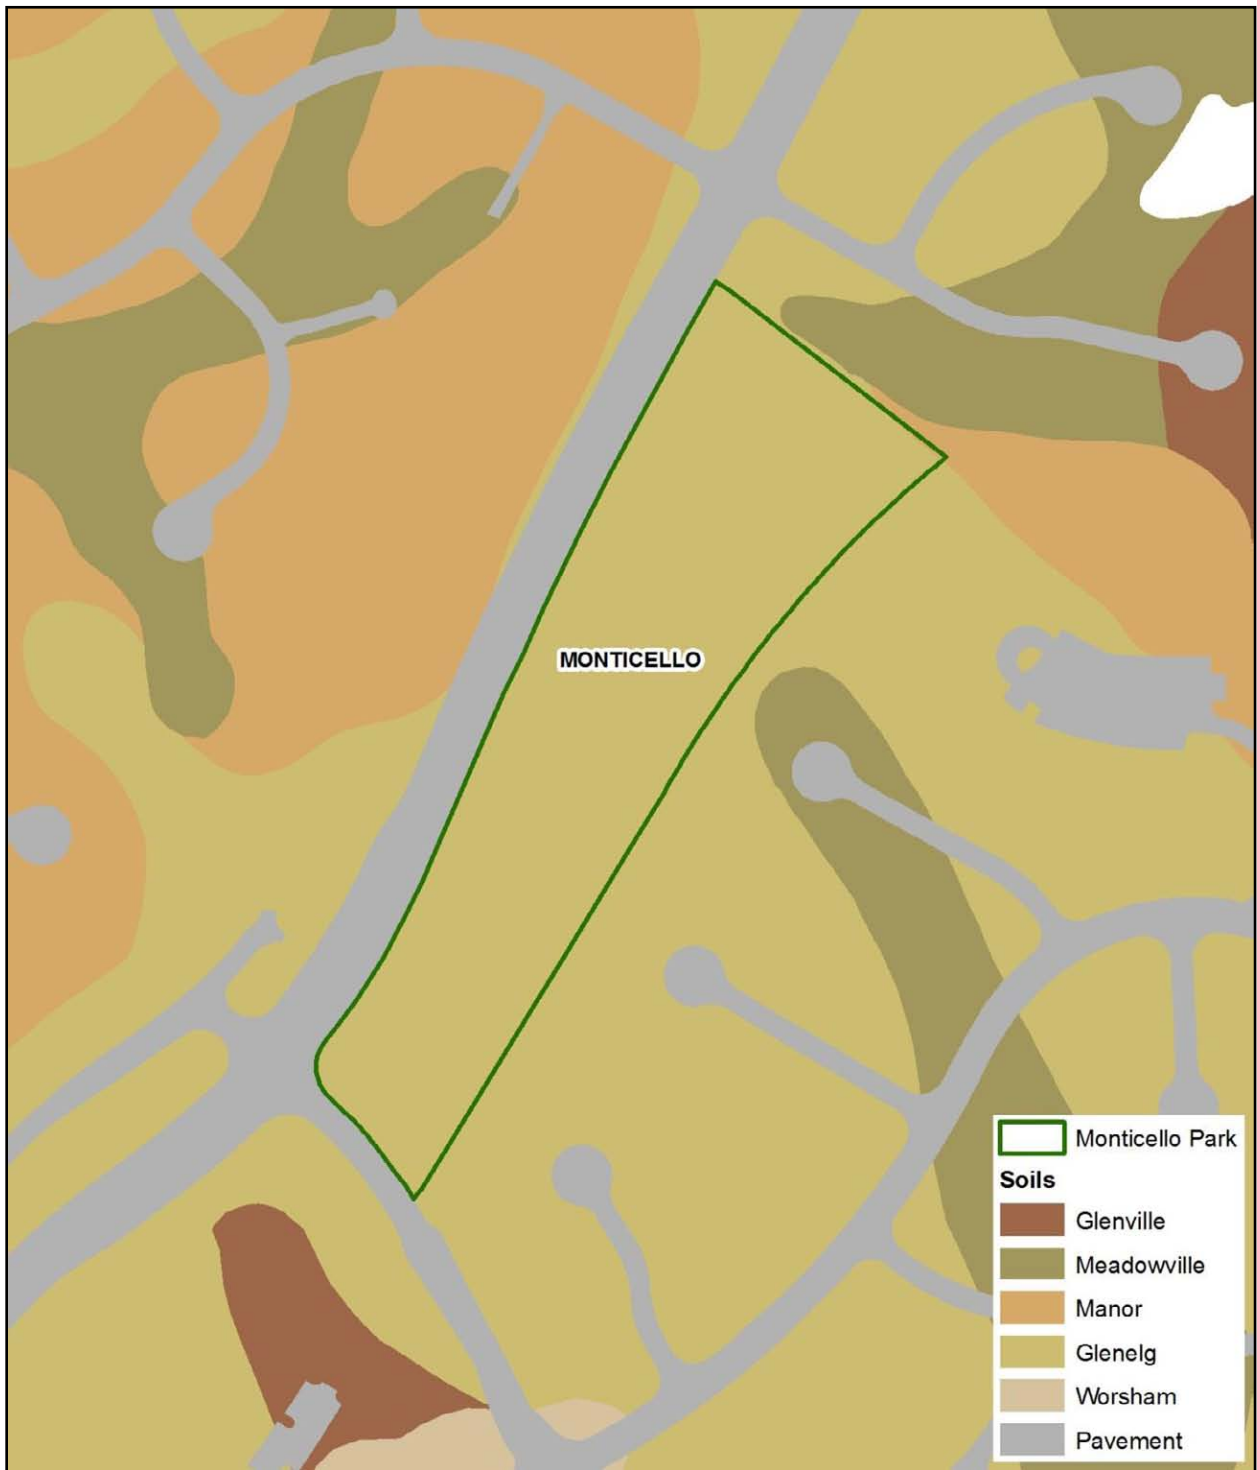 MONTICELLO
Monticello Park
Soils
Glenville
Meadowville
Manor
Glenelg
Worsham
Pavement